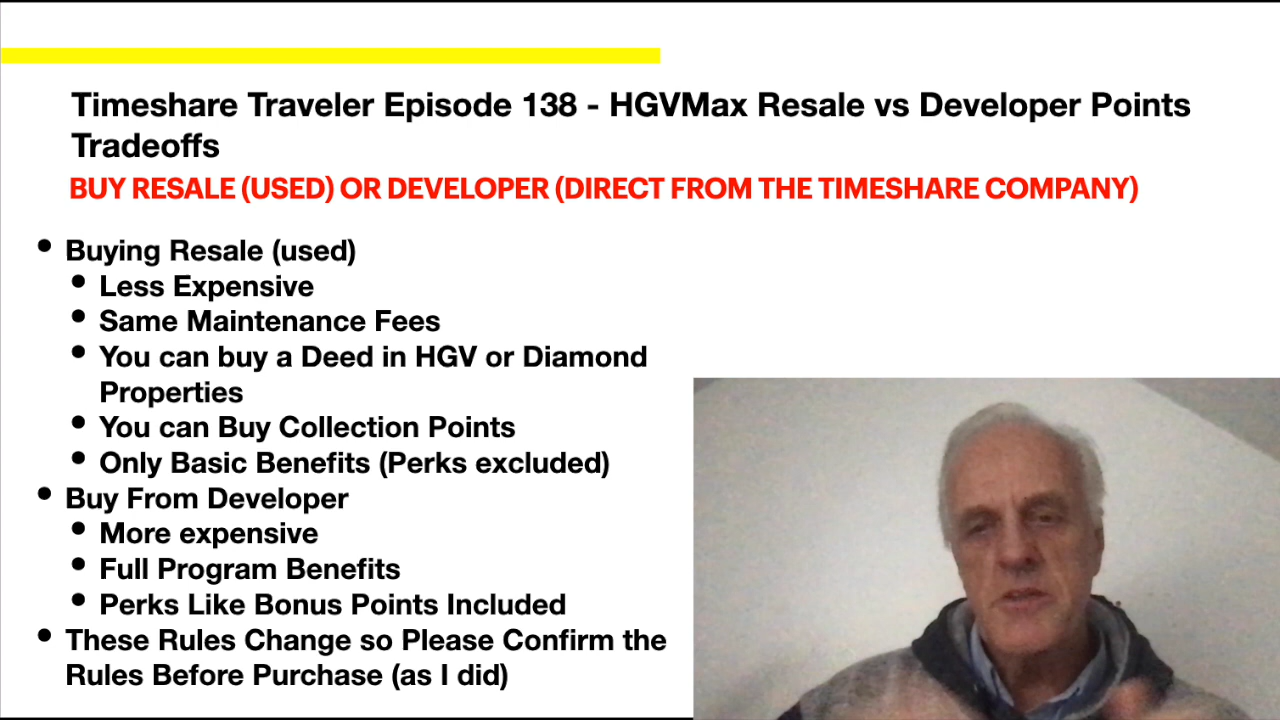 Timeshare Traveler Episode 138 - HGVMax Resale vs Developer Points
Tradeoffs
BUY RESALE (USED) OR DEVELOPER (DIRECT FROM THE TIMESHARE COMPANY)
• Buying Resale (used)
• Less Expensive
• Same Maintenance Fees
• You can buy a Deed in HGV or Diamond
Properties
• You can Buy Collection Points
• Only Basic Benefits (Perks excluded)
• Buy From Developer
• More expensive
• Full Program Benefits
• Perks Like Bonus Points Included
• These Rules Change so Please Confirm the
Rules Before Purchase (as I did)